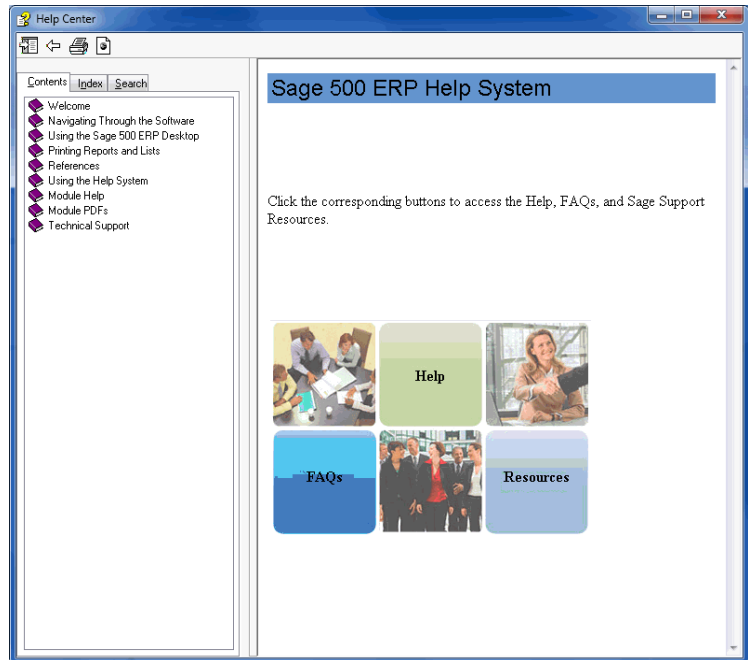 Help Center
Contents Index Search
Welcome
Navigating Through the Software
Using the Sage 500 ERP Desktop
Printing Reports and Lists
References
Using the Help System
Module Help
Module PDFs
Technical Support
Sage 500 ERP Help System
Click the corresponding buttons to access the Help, FAQs, and Sage Support
Resources.
Help
FAQs
Resources